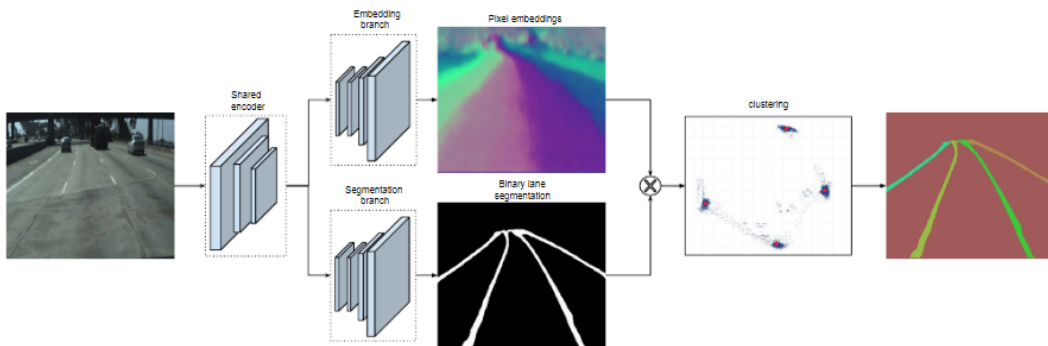 Embedding
branch
Pixel embeddings
Shared
encoder
clustering
Segmentation
branch
Binary lane
segmentation